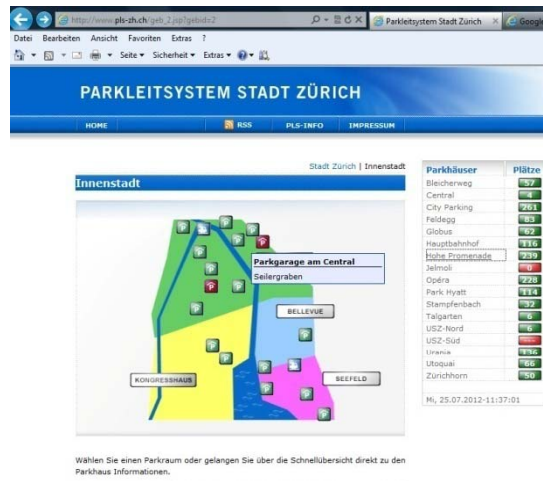 http://www.pls-zh.ch/geb_2.jsp?gebid=2
Parkleitsystem Stadt Zürich
Google
Datei Bearbeiten Ansicht Favoriten Extras ?
Seite Sicherheit Extras
PARKLEITSYSTEM STADT ZÜRICH
HOME RSS PLS-INFO IMPRESSUM
Stadt Zürich | Innenstadt
Innenstadt
Parkgarage am Central
Seilergraben
BELLEVUE
KONGRESSHAUS
SEEFELD
Wählen Sie einen Parkraum oder gelangen Sie über die Schnellübersicht direkt zu den
Parkhaus Informationen.
Parkhäuser Plätze
Bleicherweg 57
Central 4
City Parking 261
Feldegg 83
Globus 62
Hauptbahnhof 116
Hohe Promenade 239
Jelmoli 0
Opéra 228
Park Hyatt 114
Stampfenbach 32
Talgarten 6
USZ-Nord 6
USZ-Süd ---
Urania 136
Utoquai 66
Zürichhorn 50
Mi, 25.07.2012-11:37:01